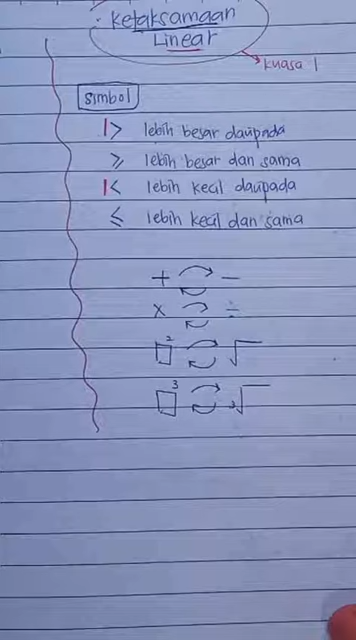 Ketaksamaan
Linear
kuasa 1
Simbol
> lebih besar daripada
≥ lebih besar dan sama
< lebih kecil daripada
≤ lebih kecil dan sama
+ ⇄ −
× ⇄ ÷
□² ⇄ √
□³ ⇄ ³√